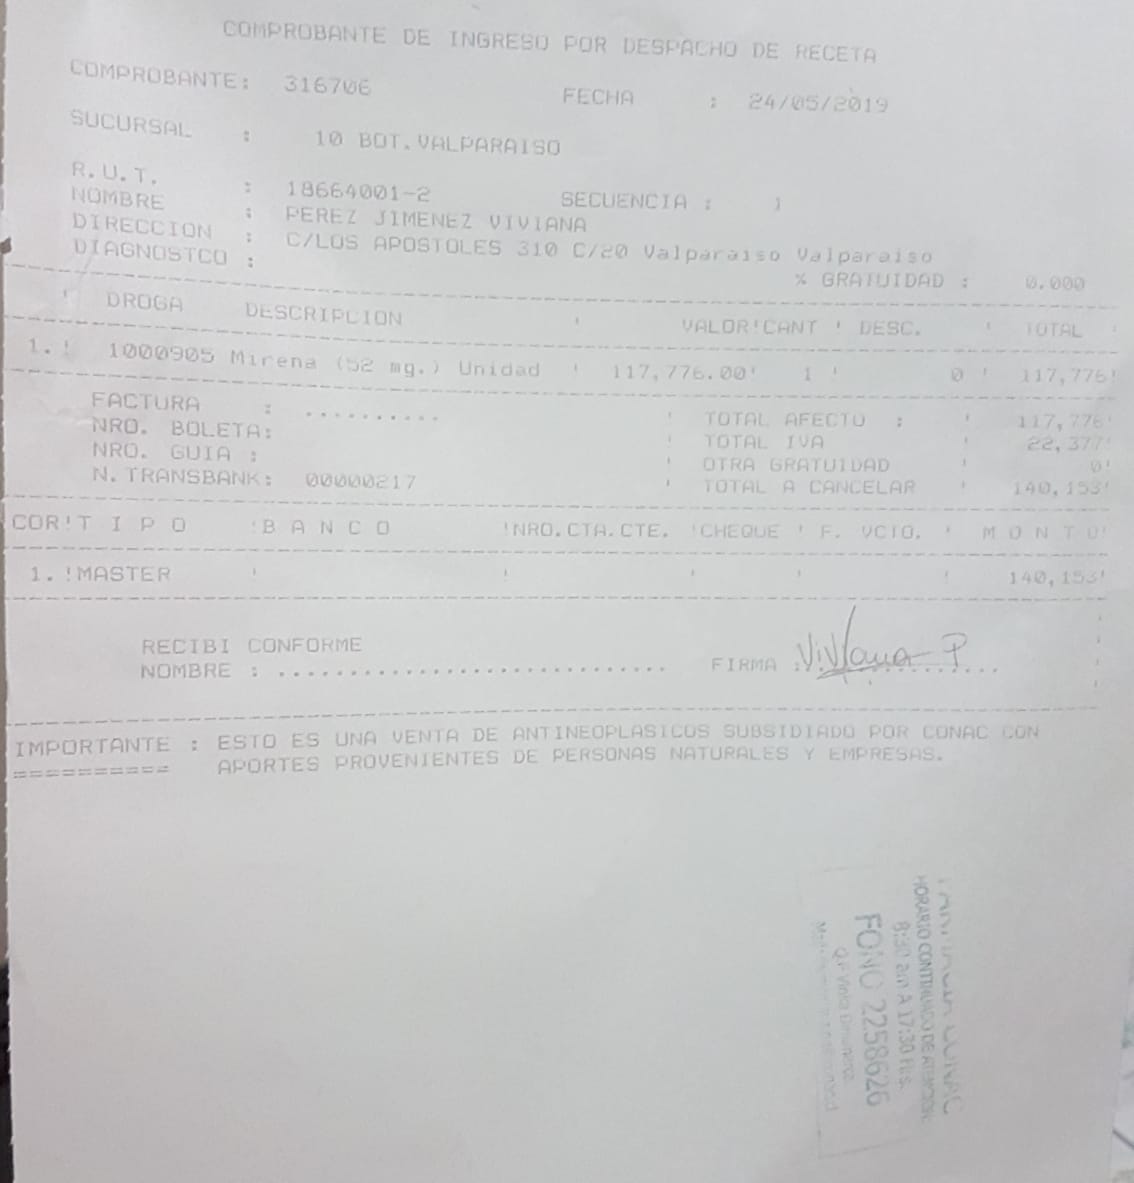 COMPROBANTE DE INGRESO POR DESPACHO DE RECETA
COMPROBANTE: 316706 FECHA : 24/05/2019
SUCURSAL : 10 BOT.VALPARAISO
R.U.T. : 18664001-2 SECUENCIA : 1
NOMBRE : PEREZ JIMENEZ VIVIANA
DIRECCION : C/LOS APOSTOLES 310 C/20 Valparaiso Valparaiso
DIAGNOSTCO :
% GRATUIDAD : 0.000
! DROGA DESCRIPCION ! VALOR!CANT ! DESC. ! TOTAL !
1.! 1000905 Mirena (52 mg.) Unidad ! 117,776.00! 1 ! 0 ! 117,776!
FACTURA : .......... ! TOTAL AFECTO : ! 117,776!
NRO. BOLETA: ! TOTAL IVA ! 22,377!
NRO. GUIA : ! OTRA GRATUIDAD ! 0!
N.TRANSBANK: 00000217 ! TOTAL A CANCELAR ! 140,153!
COR!T I P O !B A N C O !NRO.CTA.CTE. !CHEQUE ! F. VCIO. ! M O N T O!
1.!MASTER ! ! ! ! ! 140,153!
RECIBI CONFORME
NOMBRE : .............................. FIRMA : Viviana P
IMPORTANTE : ESTO ES UNA VENTA DE ANTINEOPLASICOS SUBSIDIADO POR CONAC CON
========== APORTES PROVENIENTES DE PERSONAS NATURALES Y EMPRESAS.
FARMACIA CONAC
HORARIO CONTINUADO DE ATENCION
8:30 am A 17:30 Hrs.
FONO 2258626
Q.F.